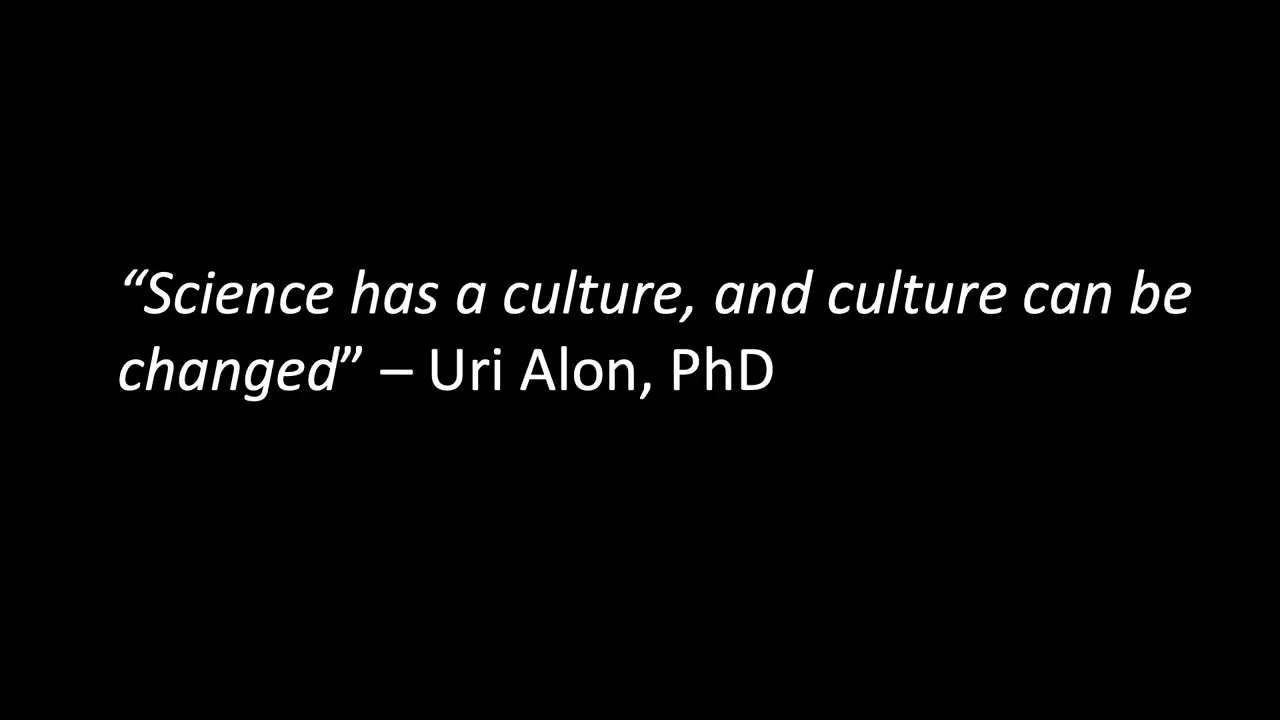 “Science has a culture, and culture can be
changed” – Uri Alon, PhD